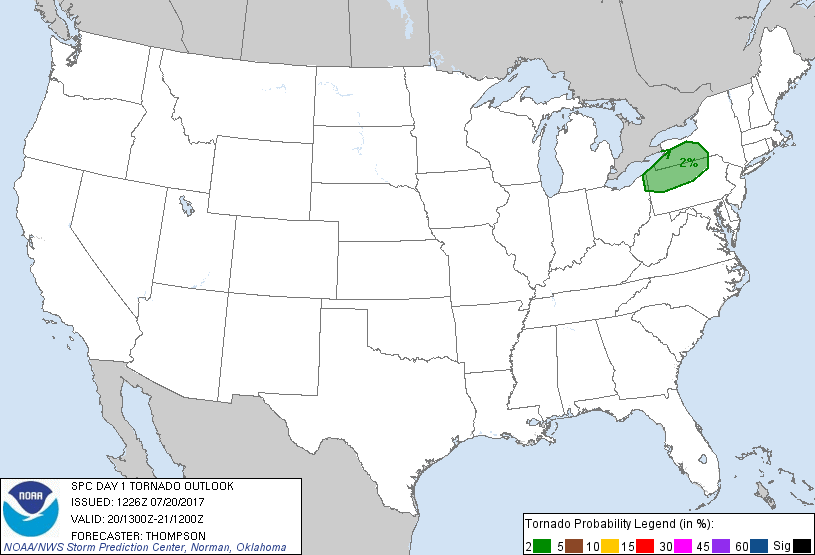 2%
SPC DAY 1 TORNADO OUTLOOK
ISSUED: 1226Z 07/20/2017
VALID: 20/1300Z-21/1200Z
FORECASTER: THOMPSON
NOAA/NWS Storm Prediction Center, Norman, Oklahoma
NOAA
Tornado Probability Legend (in %):
2 5 10 15 30 45 60 Sig